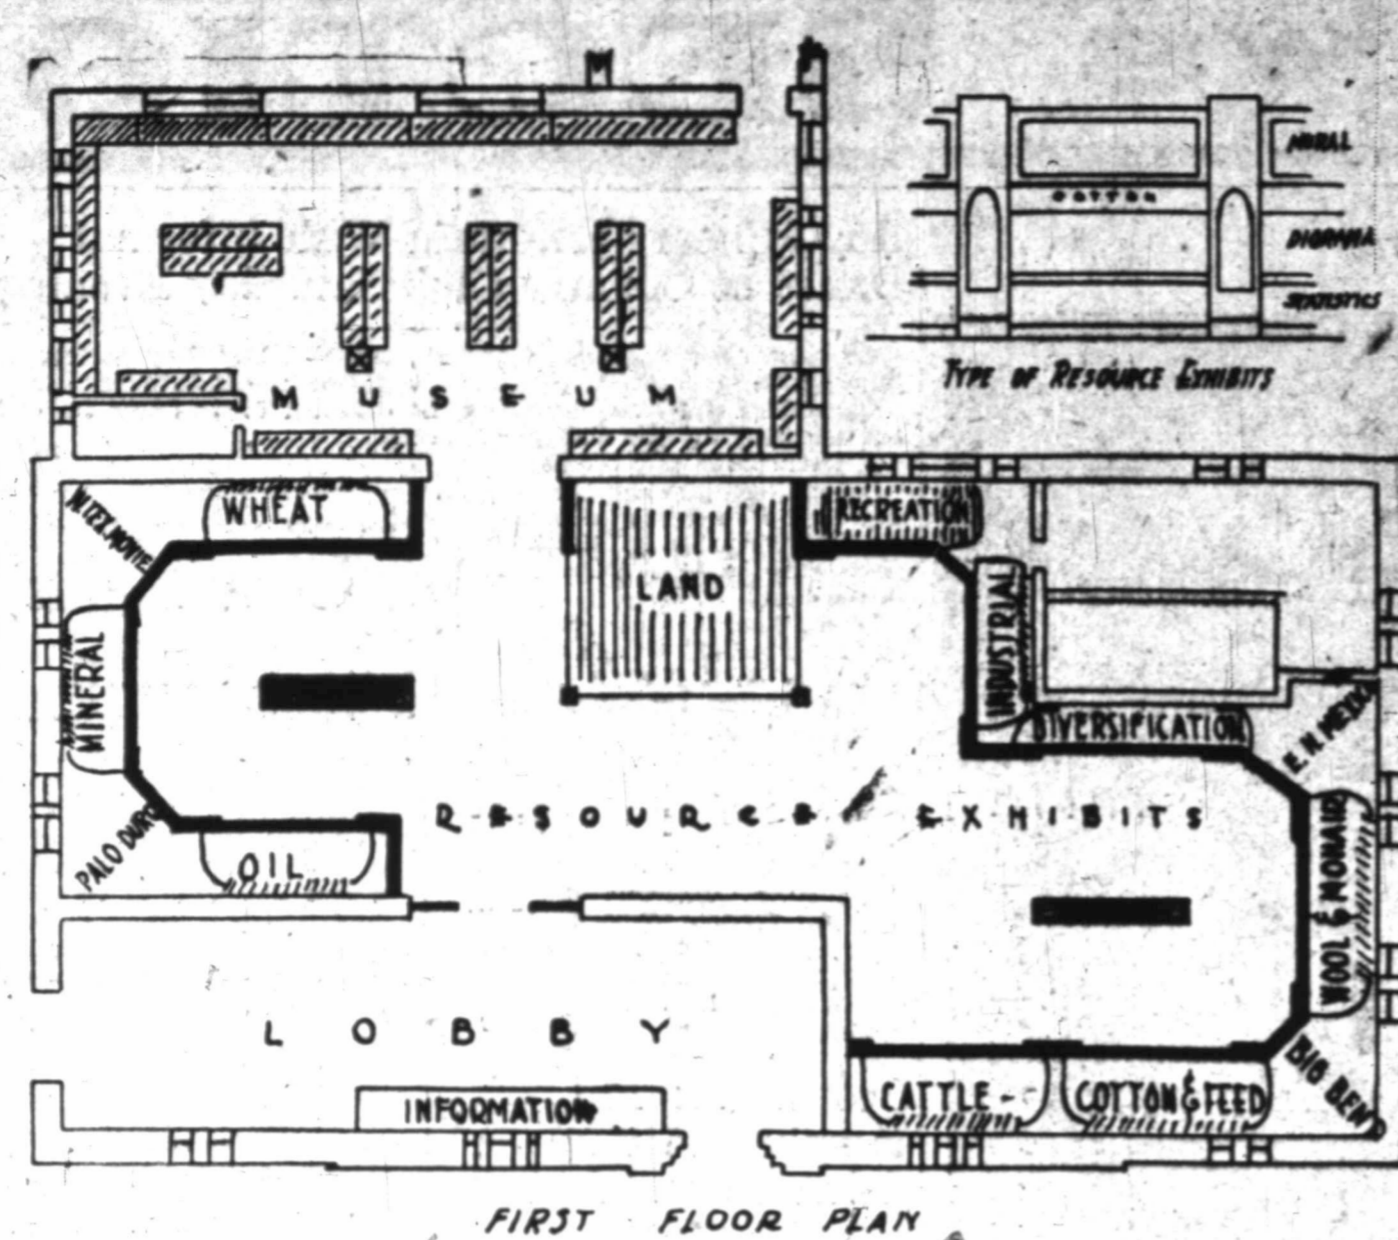 MURAL
COTTON
DIORAMA
STATISTICS
TYPE OF RESOURCE EXHIBITS
MUSEUM
WHEAT
RECREATION
LAND
INDUSTRIAL
MINERAL
DIVERSIFICATION
RESOURCE EXHIBITS
PALO DURO
OIL
WOOL & MOHAIR
LOBBY
INFORMATION
CATTLE
COTTON & FEED
BIG BEND
FIRST FLOOR PLAN